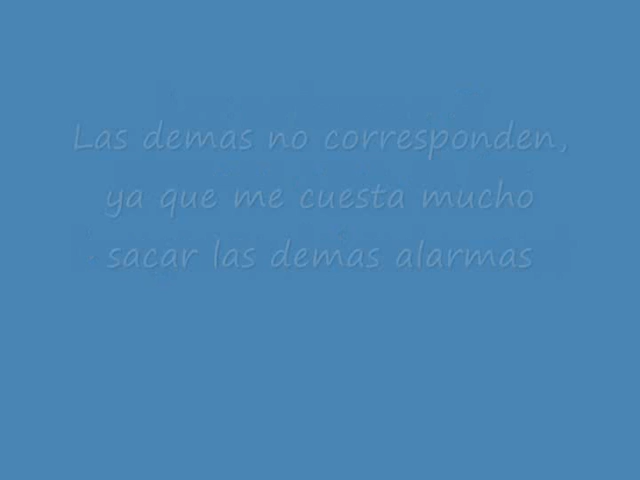 Las demas no corresponden,
ya que me cuesta mucho
sacar las demas alarmas